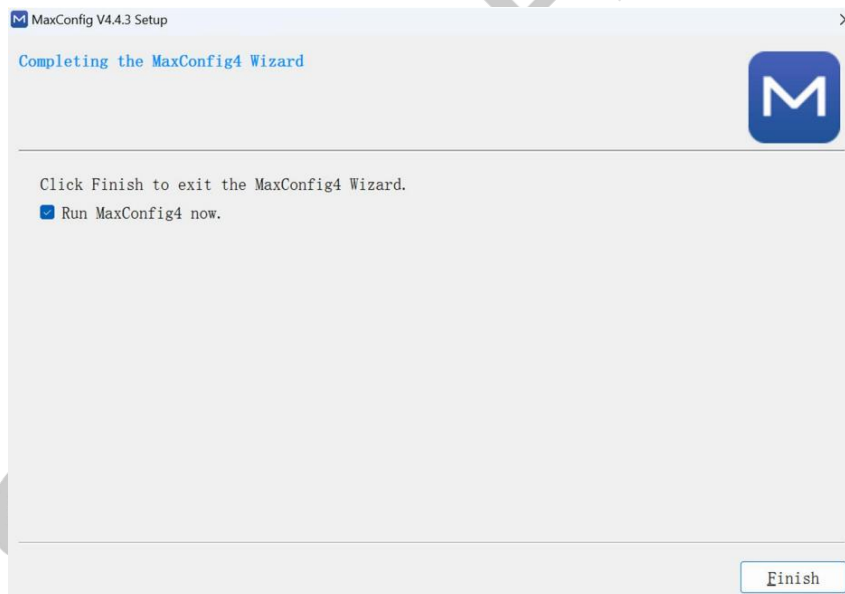 MaxConfig V4.4.3 Setup
Completing the MaxConfig4 Wizard
M
Click Finish to exit the MaxConfig4 Wizard.
Run MaxConfig4 now.
Finish